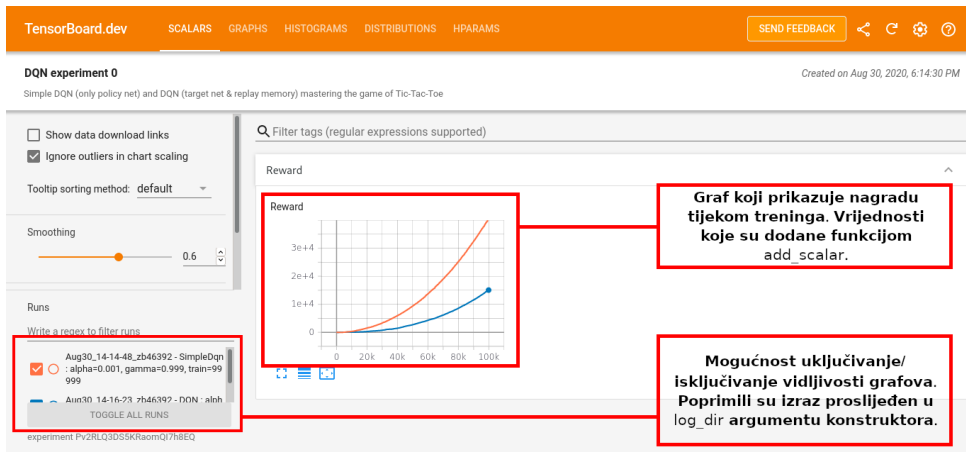 TensorBoard.dev SCALARS GRAPHS HISTOGRAMS DISTRIBUTIONS HPARAMS SEND FEEDBACK
DQN experiment 0
Created on Aug 30, 2020, 6:14:30 PM
Simple DQN (only policy net) and DQN (target net & replay memory) mastering the game of Tic-Tac-Toe
Show data download links
Ignore outliers in chart scaling
Tooltip sorting method: default
Smoothing
0.6
Runs
Write a regex to filter runs
Aug30_14-14-48_zb46392 - SimpleDqn
: alpha=0.001, gamma=0.999, train=99
999
Aug30_14-16-23_zb46392 - DQN : alph
TOGGLE ALL RUNS
experiment Pv2RLQ3DS5KRaomQI7h8EQ
Filter tags (regular expressions supported)
Reward
Reward
3e+4
2e+4
1e+4
0
0 20k 40k 60k 80k 100k
Graf koji prikazuje nagradu
tijekom treninga. Vrijednosti
koje su dodane funkcijom
add_scalar.
Mogućnost uključivanje/
isključivanje vidljivosti grafova.
Poprimili su izraz proslijeđen u
log_dir argumentu konstruktora.